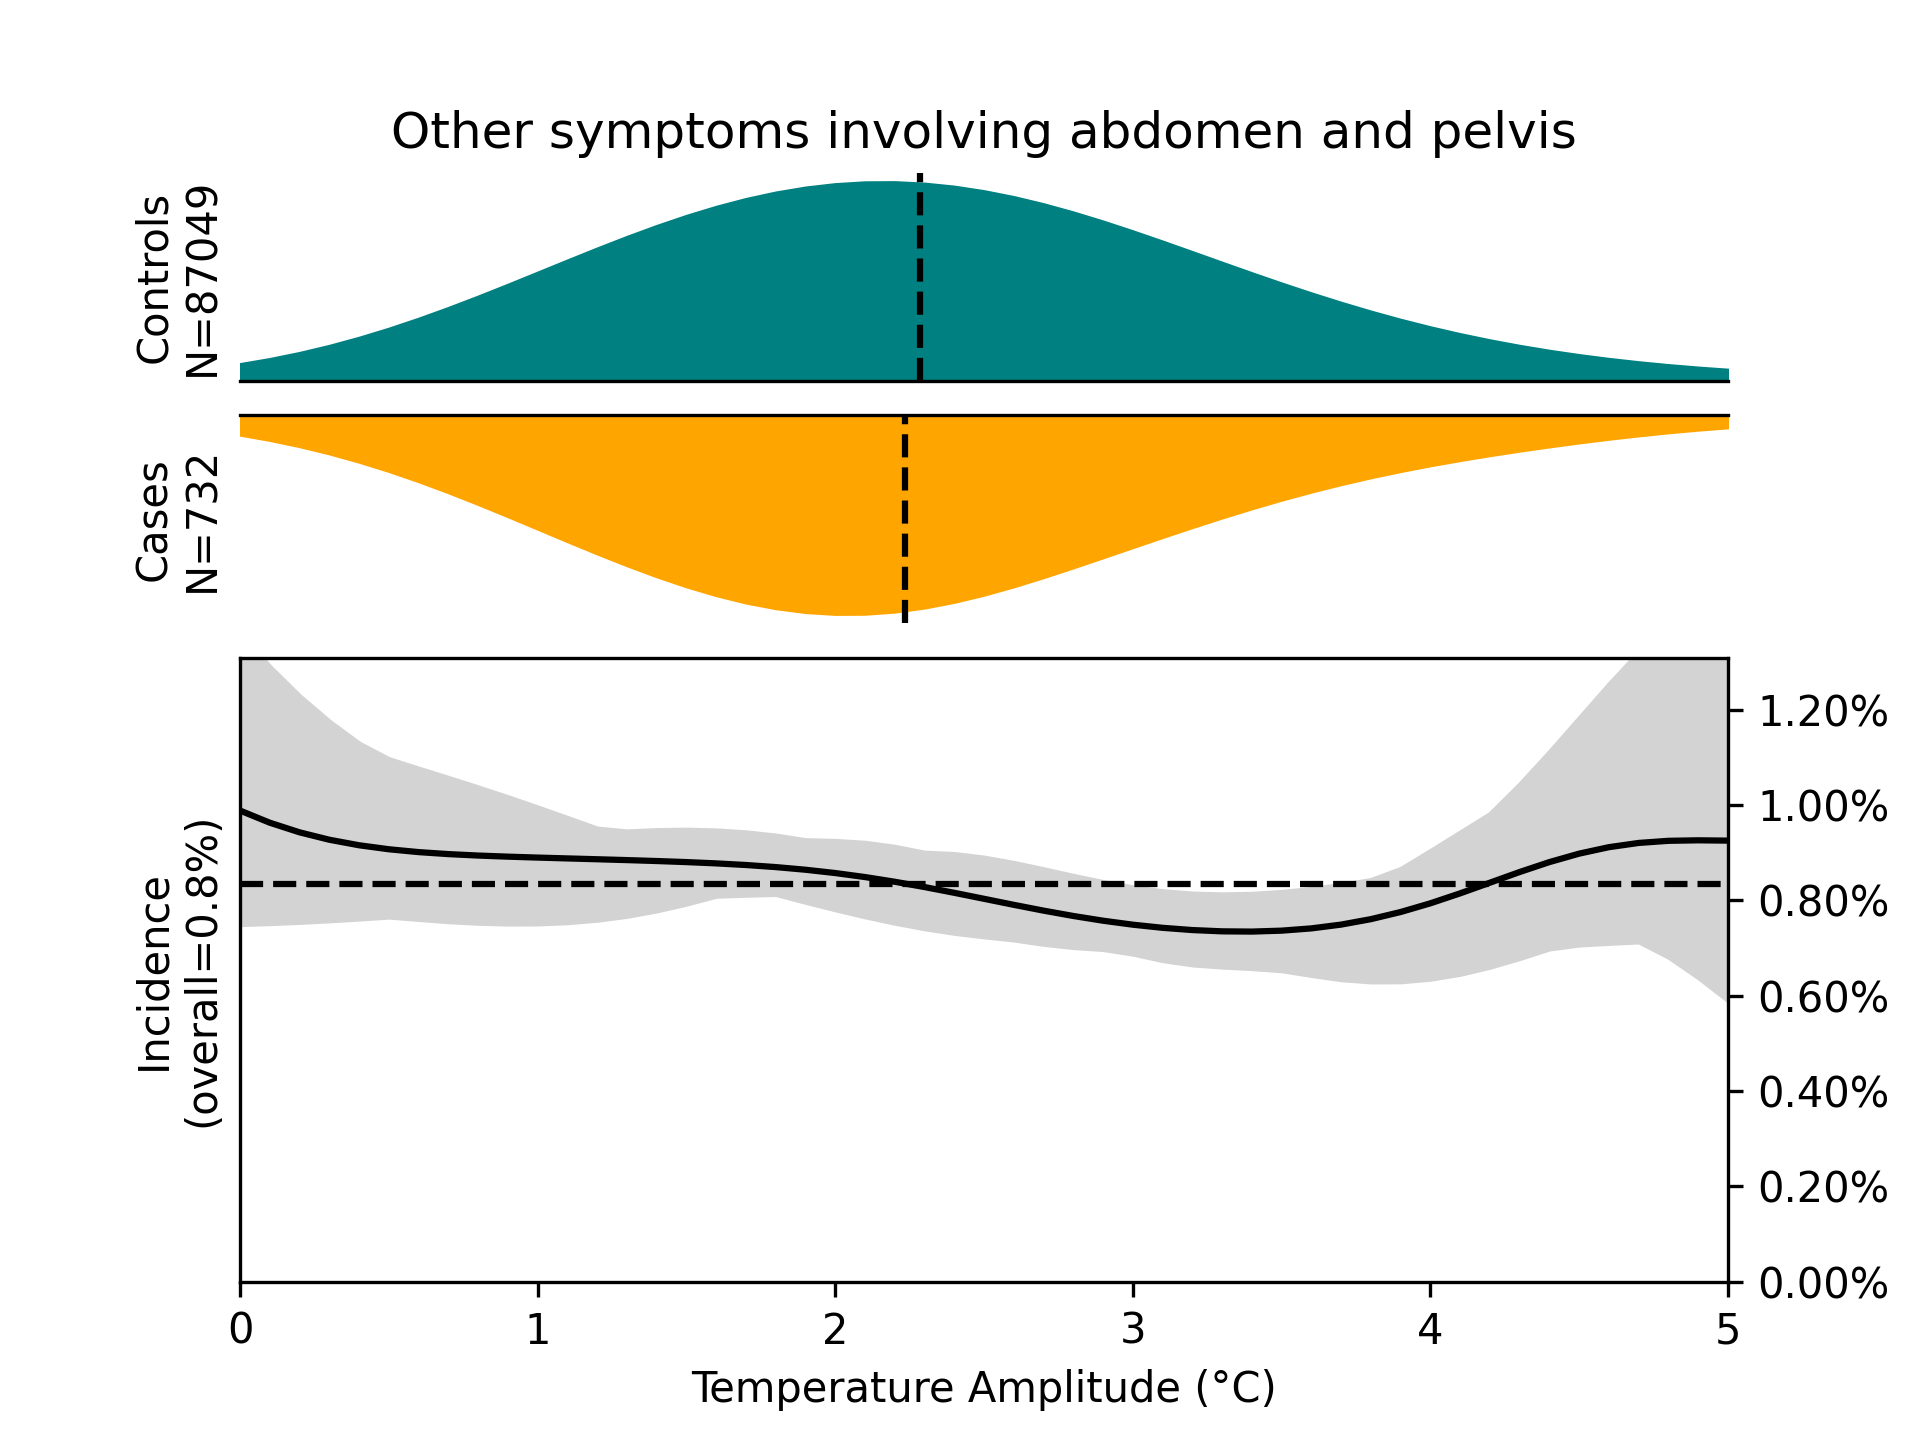 Other symptoms involving abdomen and pelvis
Controls
N=87049
Cases
N=732
Incidence
(overall=0.8%)
1.20%
1.00%
0.80%
0.60%
0.40%
0.20%
0.00%
0 1 2 3 4 5
Temperature Amplitude (°C)